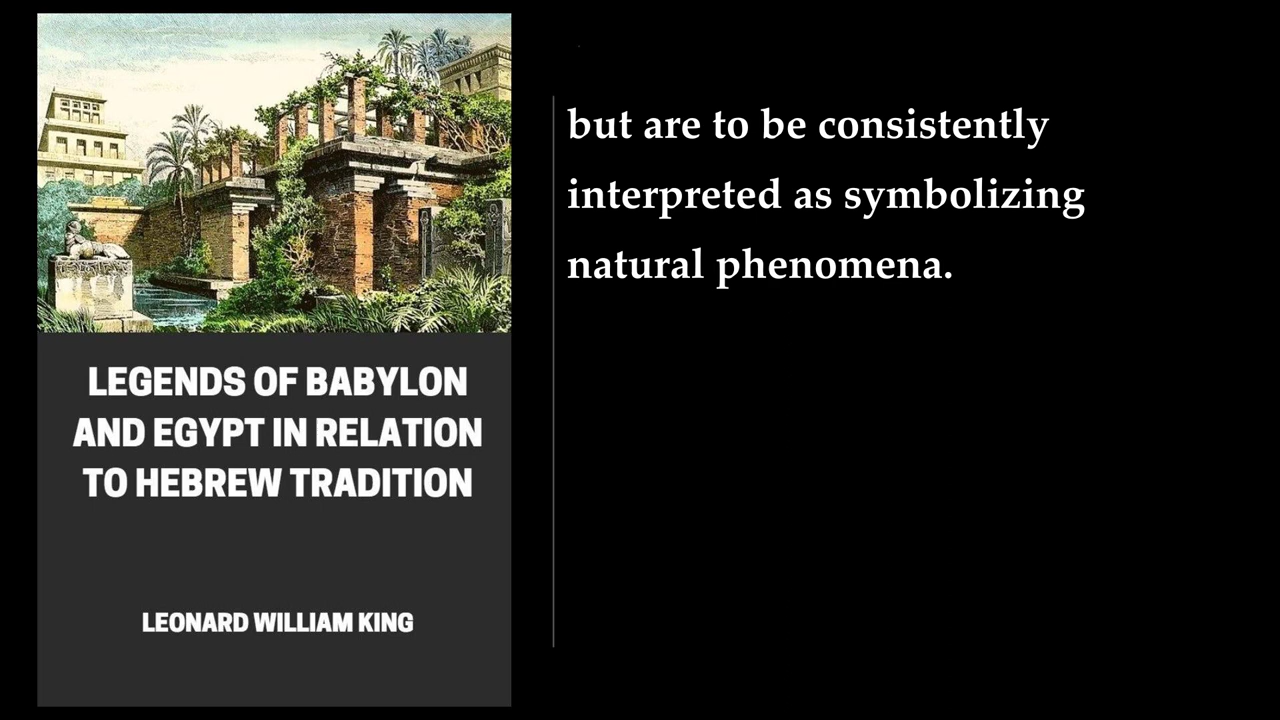 LEGENDS OF BABYLON
AND EGYPT IN RELATION
TO HEBREW TRADITION
LEONARD WILLIAM KING
but are to be consistently
interpreted as symbolizing
natural phenomena.